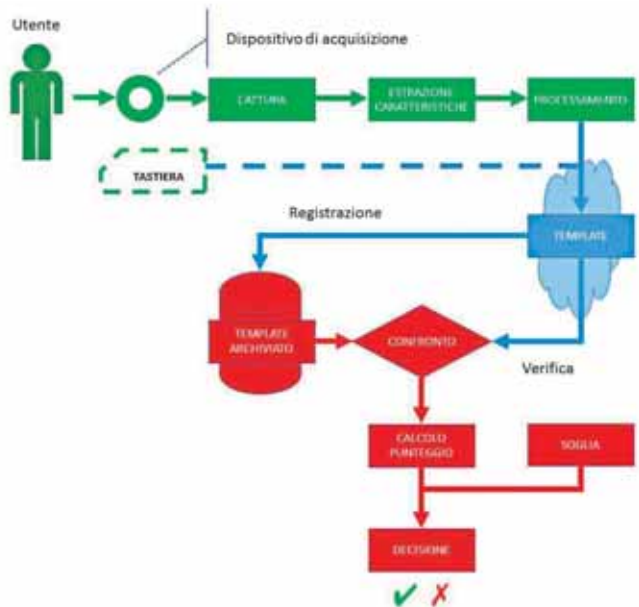 Utente
Dispositivo di acquisizione
CATTURA
ESTRAZIONE
CARATTERISTICHE
PROCESSAMENTO
TASTIERA
Registrazione
TEMPLATE
TEMPLATE
ARCHIVIATO
CONFRONTO
Verifica
CALCOLO
PUNTEGGIO
SOGLIA
DECISIONE